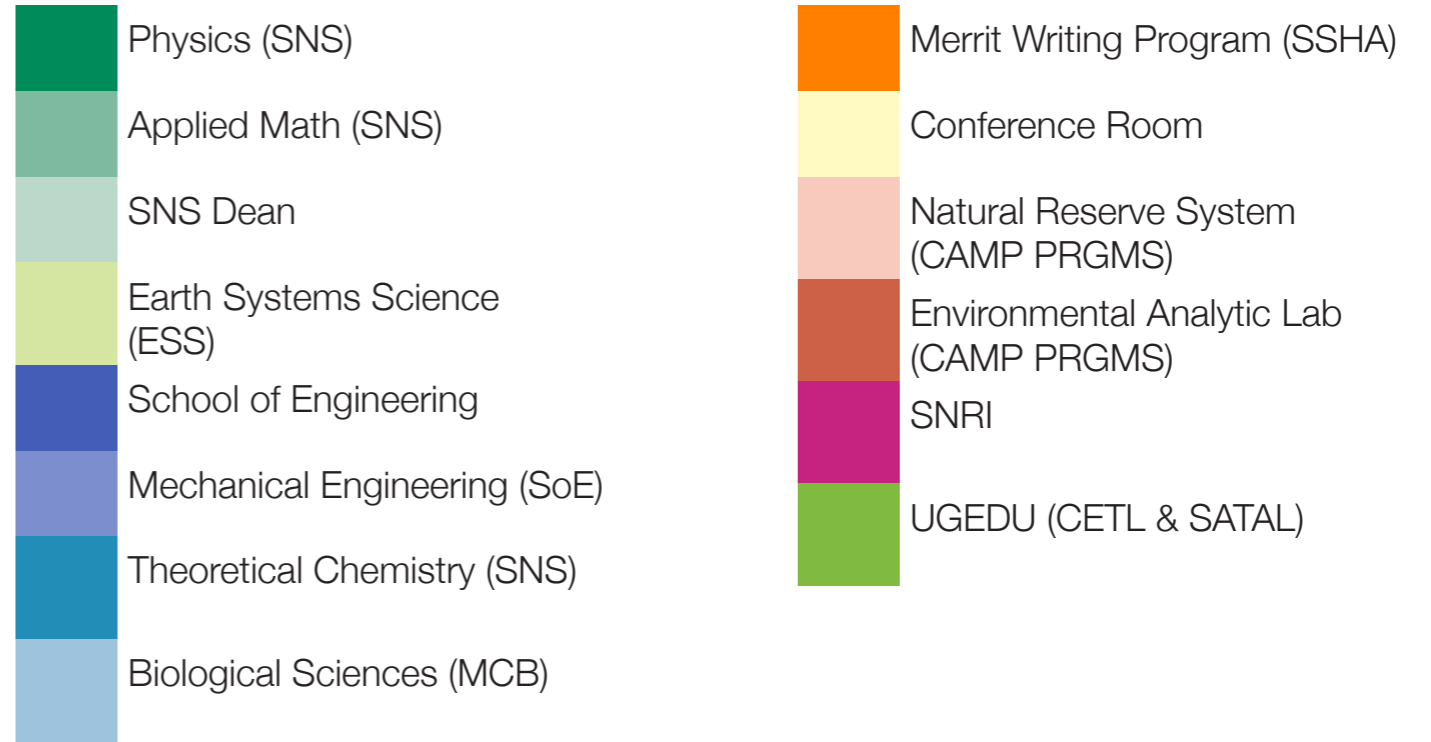 Physics (SNS)
Applied Math (SNS)
SNS Dean
Earth Systems Science
(ESS)
School of Engineering
Mechanical Engineering (SoE)
Theoretical Chemistry (SNS)
Biological Sciences (MCB)
Merrit Writing Program (SSHA)
Conference Room
Natural Reserve System
(CAMP PRGMS)
Environmental Analytic Lab
(CAMP PRGMS)
SNRI
UGEDU (CETL & SATAL)